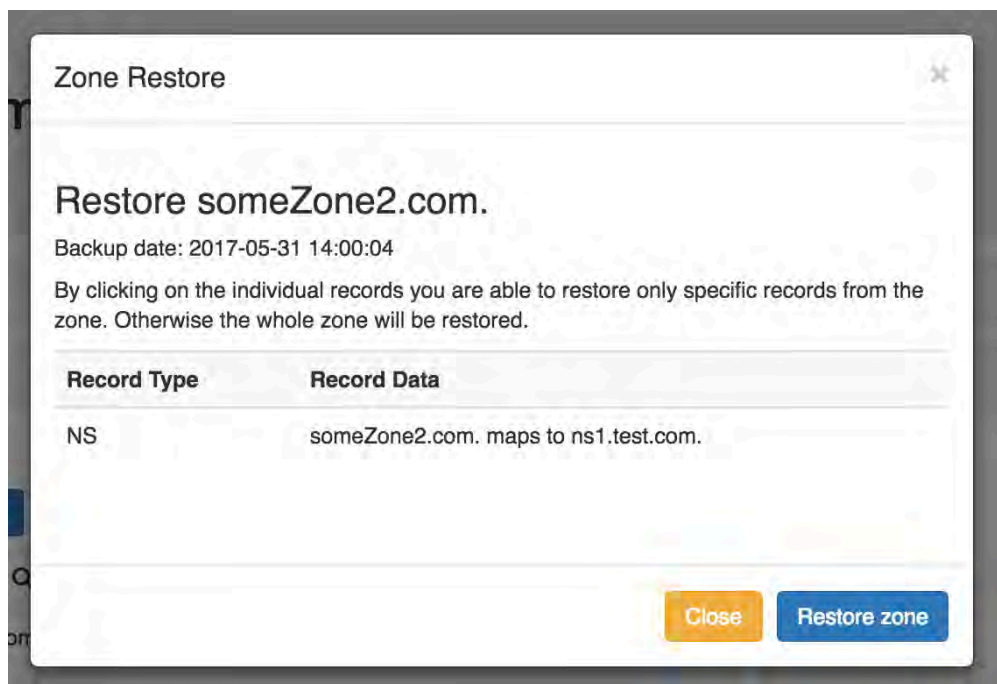 Zone Restore
×
Restore someZone2.com.
Backup date: 2017-05-31 14:00:04
By clicking on the individual records you are able to restore only specific records from the
zone. Otherwise the whole zone will be restored.
Record Type Record Data
NS someZone2.com. maps to ns1.test.com.
Close Restore zone